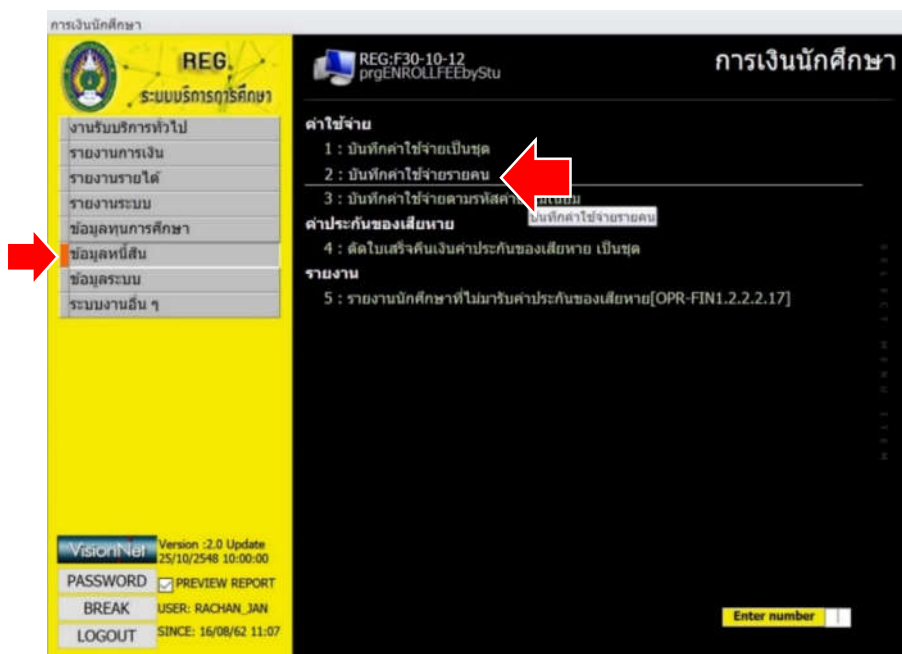 การเงินนักศึกษา
REG.
ระบบบริการการศึกษา
REG:F30-10-12
prgENROLLFEEbyStu
การเงินนักศึกษา
งานรับบริการทั่วไป
รายงานการเงิน
รายงานรายได้
รายงานระบบ
ข้อมูลทุนการศึกษา
ข้อมูลหนี้สิน
ข้อมูลระบบ
ระบบงานอื่น ๆ
ค่าใช้จ่าย
1 : บันทึกค่าใช้จ่ายเป็นชุด
2 : บันทึกค่าใช้จ่ายรายคน
3 : บันทึกค่าใช้จ่ายตามรหัสค่า
บันทึกค่าใช้จ่ายรายคน
ค่าประกันของเสียหาย
4 : ตัดใบเสร็จคืนเงินค่าประกันของเสียหาย เป็นชุด
รายงาน
5 : รายงานนักศึกษาที่ไม่มารับค่าประกันของเสียหาย[OPR-FIN1.2.2.2.17]
VisionNet
Version :2.0 Update
25/10/2548 10:00:00
PASSWORD
PREVIEW REPORT
BREAK
USER: RACHAN_JAN
LOGOUT
SINCE: 16/08/62 11:07
Enter number